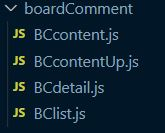 boardComment
JS BCcontent.js
JS BCcontentUp.js
JS BCdetail.js
JS BClist.js